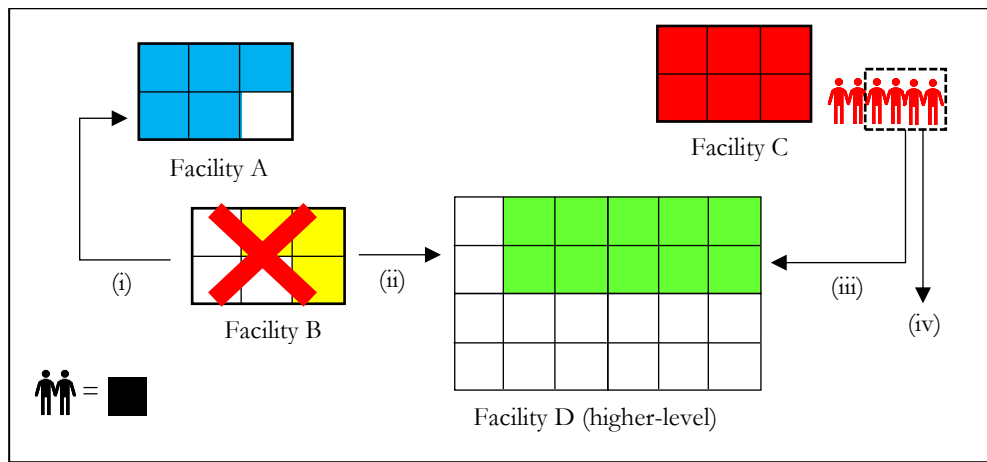 Facility A
Facility C
(i)
(ii)
(iii)
Facility B
(iv)
=
Facility D (higher-level)